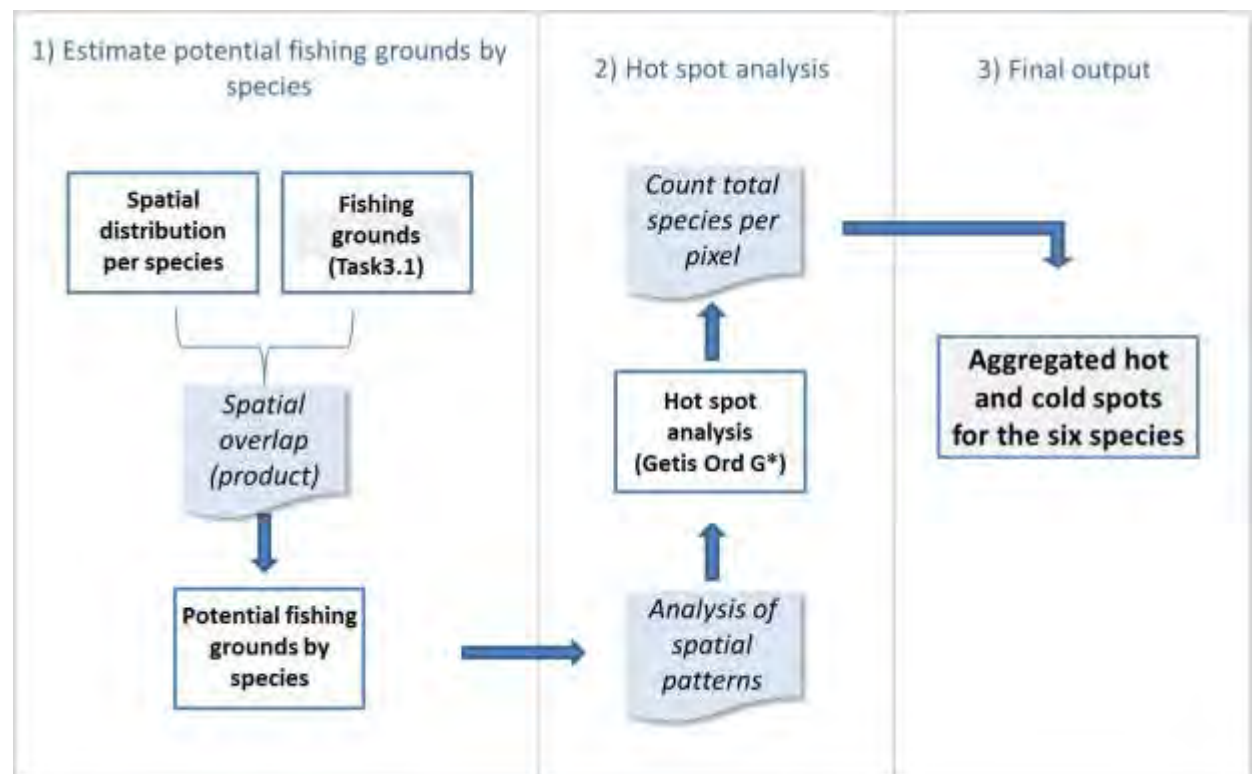 1) Estimate potential fishing grounds by
species
Spatial
distribution
per species
Fishing
grounds
(Task3.1)
Spatial
overlap
(product)
Potential fishing
grounds by
species
2) Hot spot analysis
Count total
species per
pixel
Hot spot
analysis
(Getis Ord G*)
Analysis of
spatial
patterns
3) Final output
Aggregated hot
and cold spots
for the six species